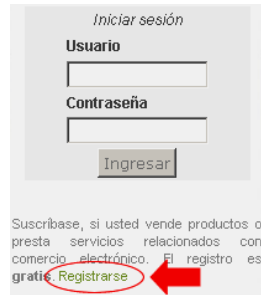 Iniciar sesión
Usuario
Contraseña
Ingresar
Suscríbase, si usted vende productos o
presta servicios relacionados con
comercio electrónico. El registro es
gratis. Registrarse